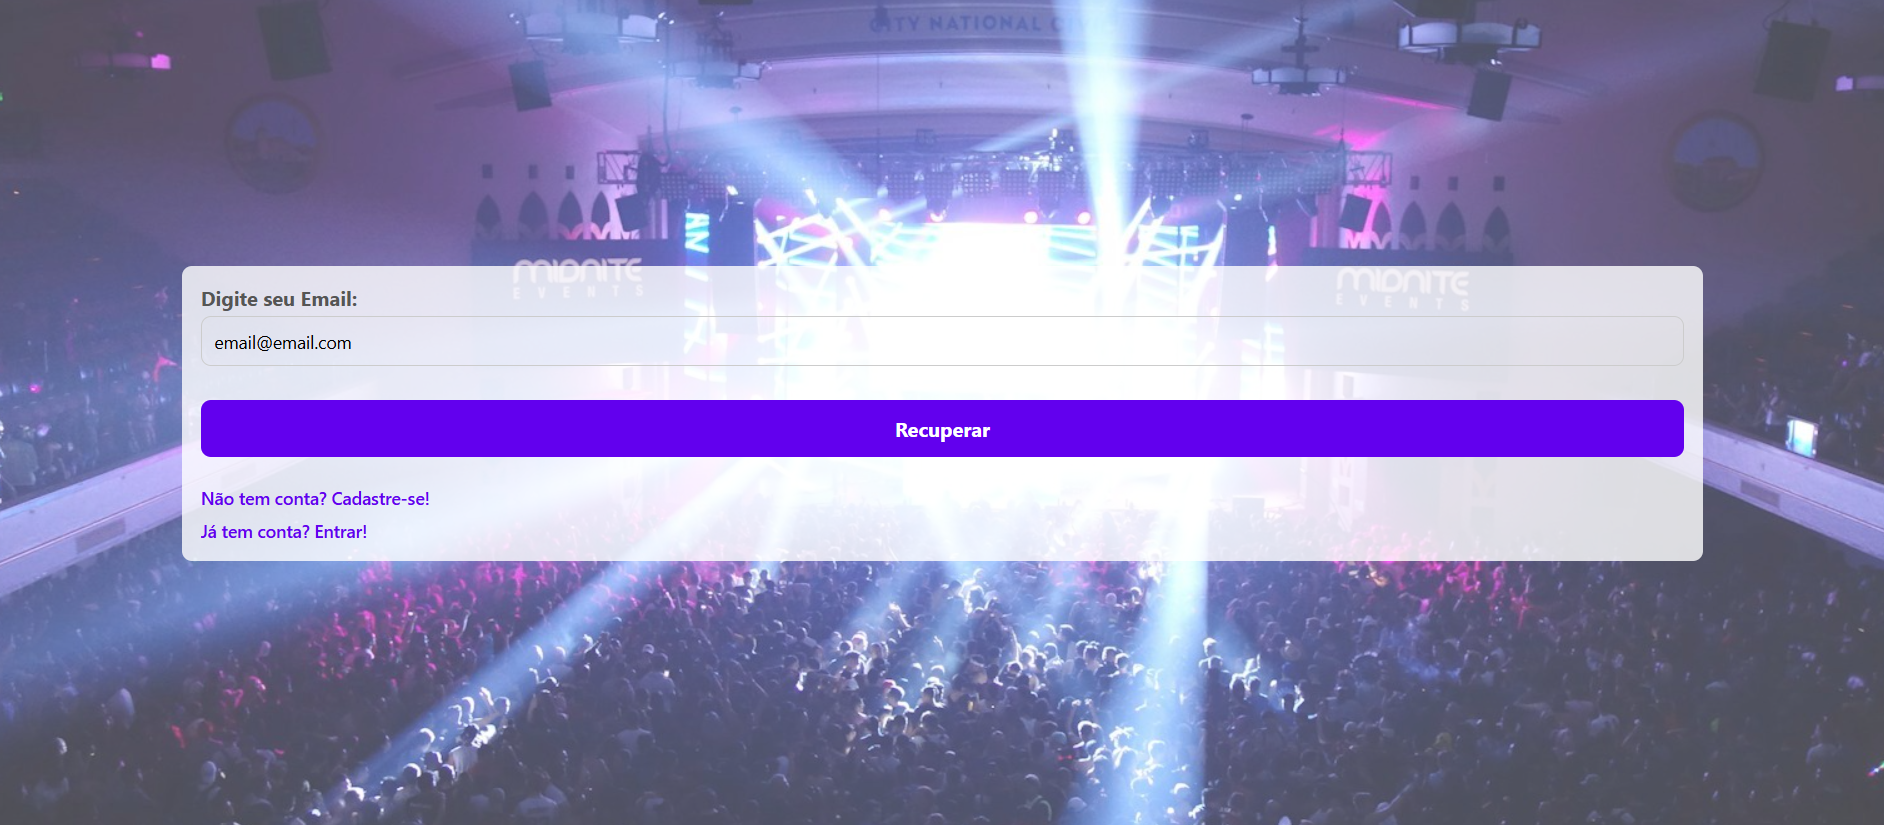 CITY NATIONAL CIVIC
MIDNITE
EVENTS
MIDNITE
EVENTS
Digite seu Email:
email@email.com
Recuperar
Não tem conta? Cadastre-se!
Já tem conta? Entrar!